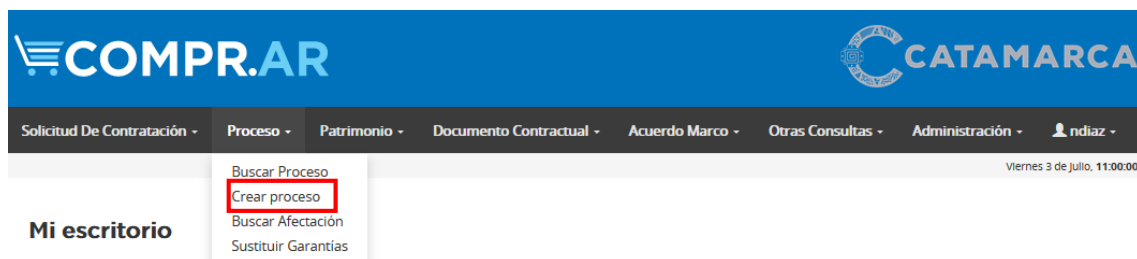 COMPR.AR
CATAMARCA
Solicitud De Contratación Proceso Patrimonio Documento Contractual Acuerdo Marco Otras Consultas Administración ndiaz
Viernes 3 de Julio, 11:00:00
Buscar Proceso
Crear proceso
Buscar Afectación
Sustituir Garantías
Mi escritorio